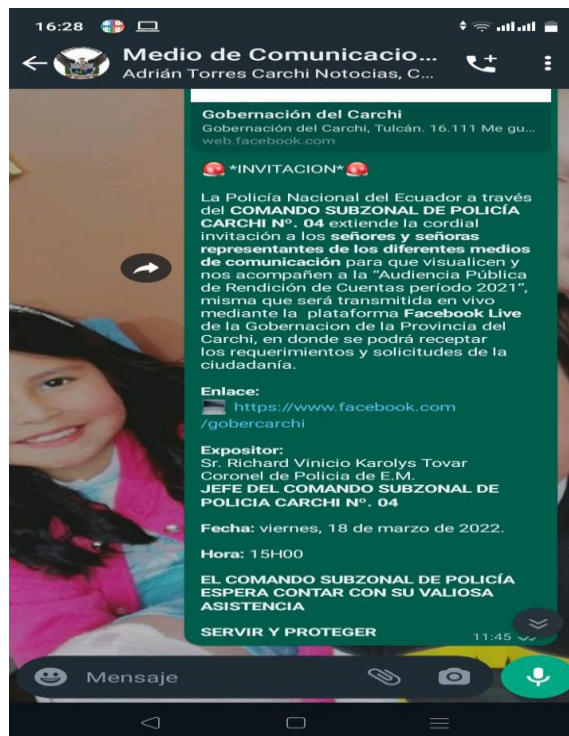 16:28
Medio de Comunicacio...
Adrián Torres Carchi Notocias, C...
Gobernación del Carchi
Gobernación del Carchi, Tulcán. 16.111 Me gu...
web.facebook.com
*INVITACION*
La Policía Nacional del Ecuador a través
del COMANDO SUBZONAL DE POLICÍA
CARCHI Nº. 04 extiende la cordial
invitación a los señores y señoras
representantes de los diferentes medios
de comunicación para que visualicen y
nos acompañen a la “Audiencia Pública
de Rendición de Cuentas período 2021”,
misma que será transmitida en vivo
mediante la plataforma Facebook Live
de la Gobernacion de la Provincia del
Carchi, en donde se podrá receptar
los requerimientos y solicitudes de la
ciudadanía.
Enlace:
https://www.facebook.com
/gobercarchi
Expositor:
Sr. Richard Vinicio Karolys Tovar
Coronel de Policia de E.M.
JEFE DEL COMANDO SUBZONAL DE
POLICIA CARCHI Nº. 04
Fecha: viernes, 18 de marzo de 2022.
Hora: 15H00
EL COMANDO SUBZONAL DE POLICÍA
ESPERA CONTAR CON SU VALIOSA
ASISTENCIA
SERVIR Y PROTEGER
11:45
Mensaje